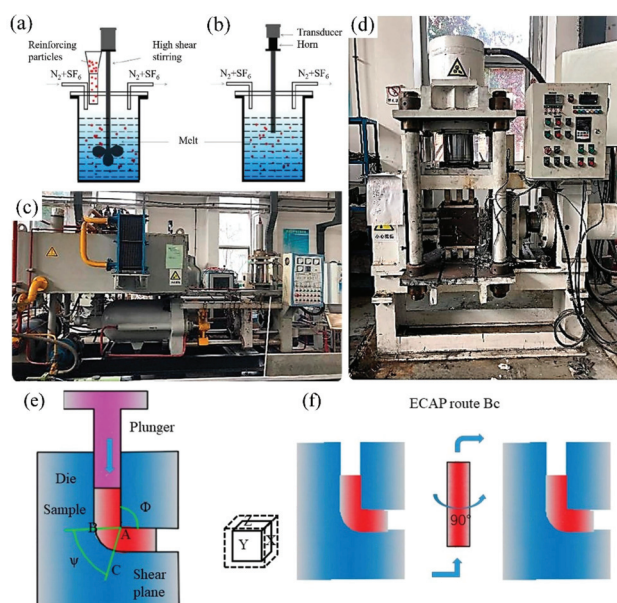 (a)
Reinforcing
particles
High shear
stirring
N₂+SF₆
N₂+SF₆
(b)
Transducer
Horn
N₂+SF₆
N₂+SF₆
Melt
(c)
(d)
(e)
Plunger
Die
Sample
Φ
B
A
Ψ
C
Shear
plane
Z
Y
X
(f)
ECAP route Bc
90°